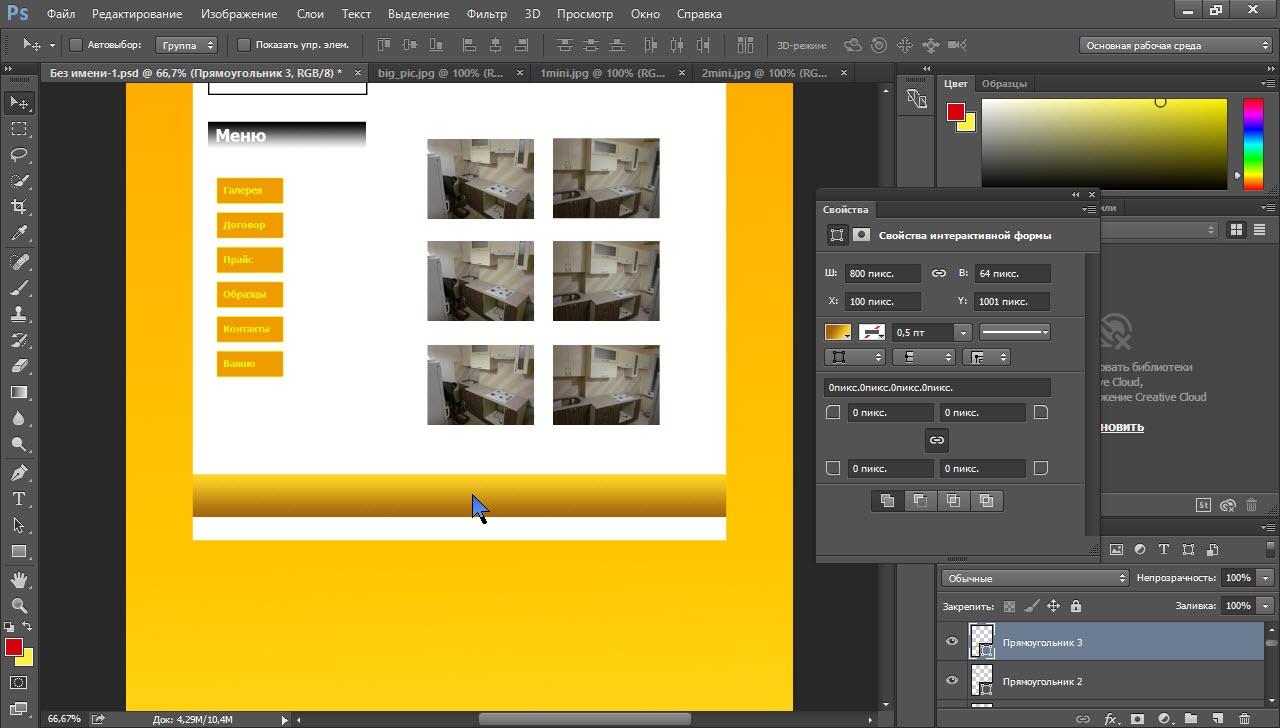 Ps Файл Редактирование Изображение Слои Текст Выделение Фильтр 3D Просмотр Окно Справка
Автовыбор: Группа Показать упр. элем. 3D-режим: Основная рабочая среда
Без имени-1.psd @ 66,7% (Прямоугольник 3, RGB/8) * × big_pic.jpg @ 100% (R... × 1mini.jpg @ 100% (RG... × 2mini.jpg @ 100% (RG... ×
Цвет Образцы
Меню
Галерея
Договор
Прайс
Образцы
Контакты
Важно
Свойства
Свойства интерактивной формы
Ш: 800 пикс. В: 64 пикс.
X: 100 пикс. Y: 1001 пикс.
0,5 пт
0пикс.0пикс.0пикс.0пикс.
0 пикс. 0 пикс.
0 пикс. 0 пикс.
или
овать библиотеки
ve Cloud,
жение Creative Cloud
новить
St
Обычные Непрозрачность: 100%
Закрепить: Заливка: 100%
Прямоугольник 3
Прямоугольник 2
fx
66,67% Док: 4,29M/10,4M